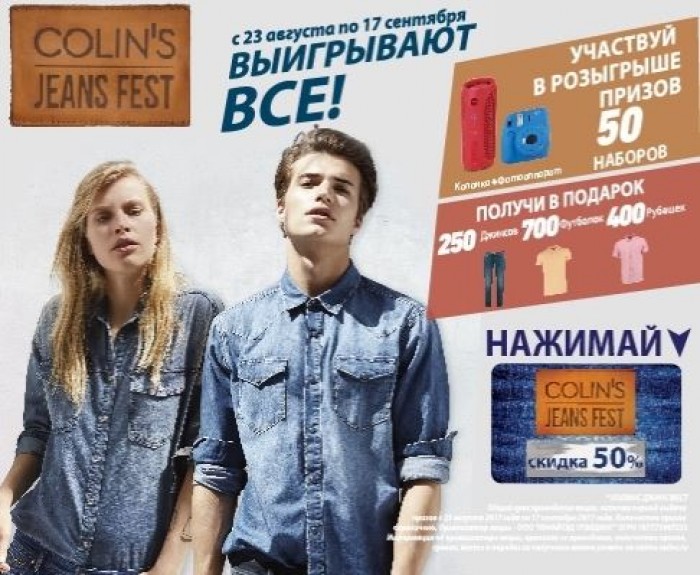 COLIN'S
JEANS FEST
с 23 августа по 17 сентября
ВЫИГРЫВАЮТ
ВСЕ!
УЧАСТВУЙ
В РОЗЫГРЫШЕ
ПРИЗОВ
50
НАБОРОВ
Колонка+Фотоаппарат
ПОЛУЧИ В ПОДАРОК
250 Джинсов 700 Футболок 400 Рубашек
НАЖИМАЙ
COLIN'S
JEANS FEST
скидка 50%